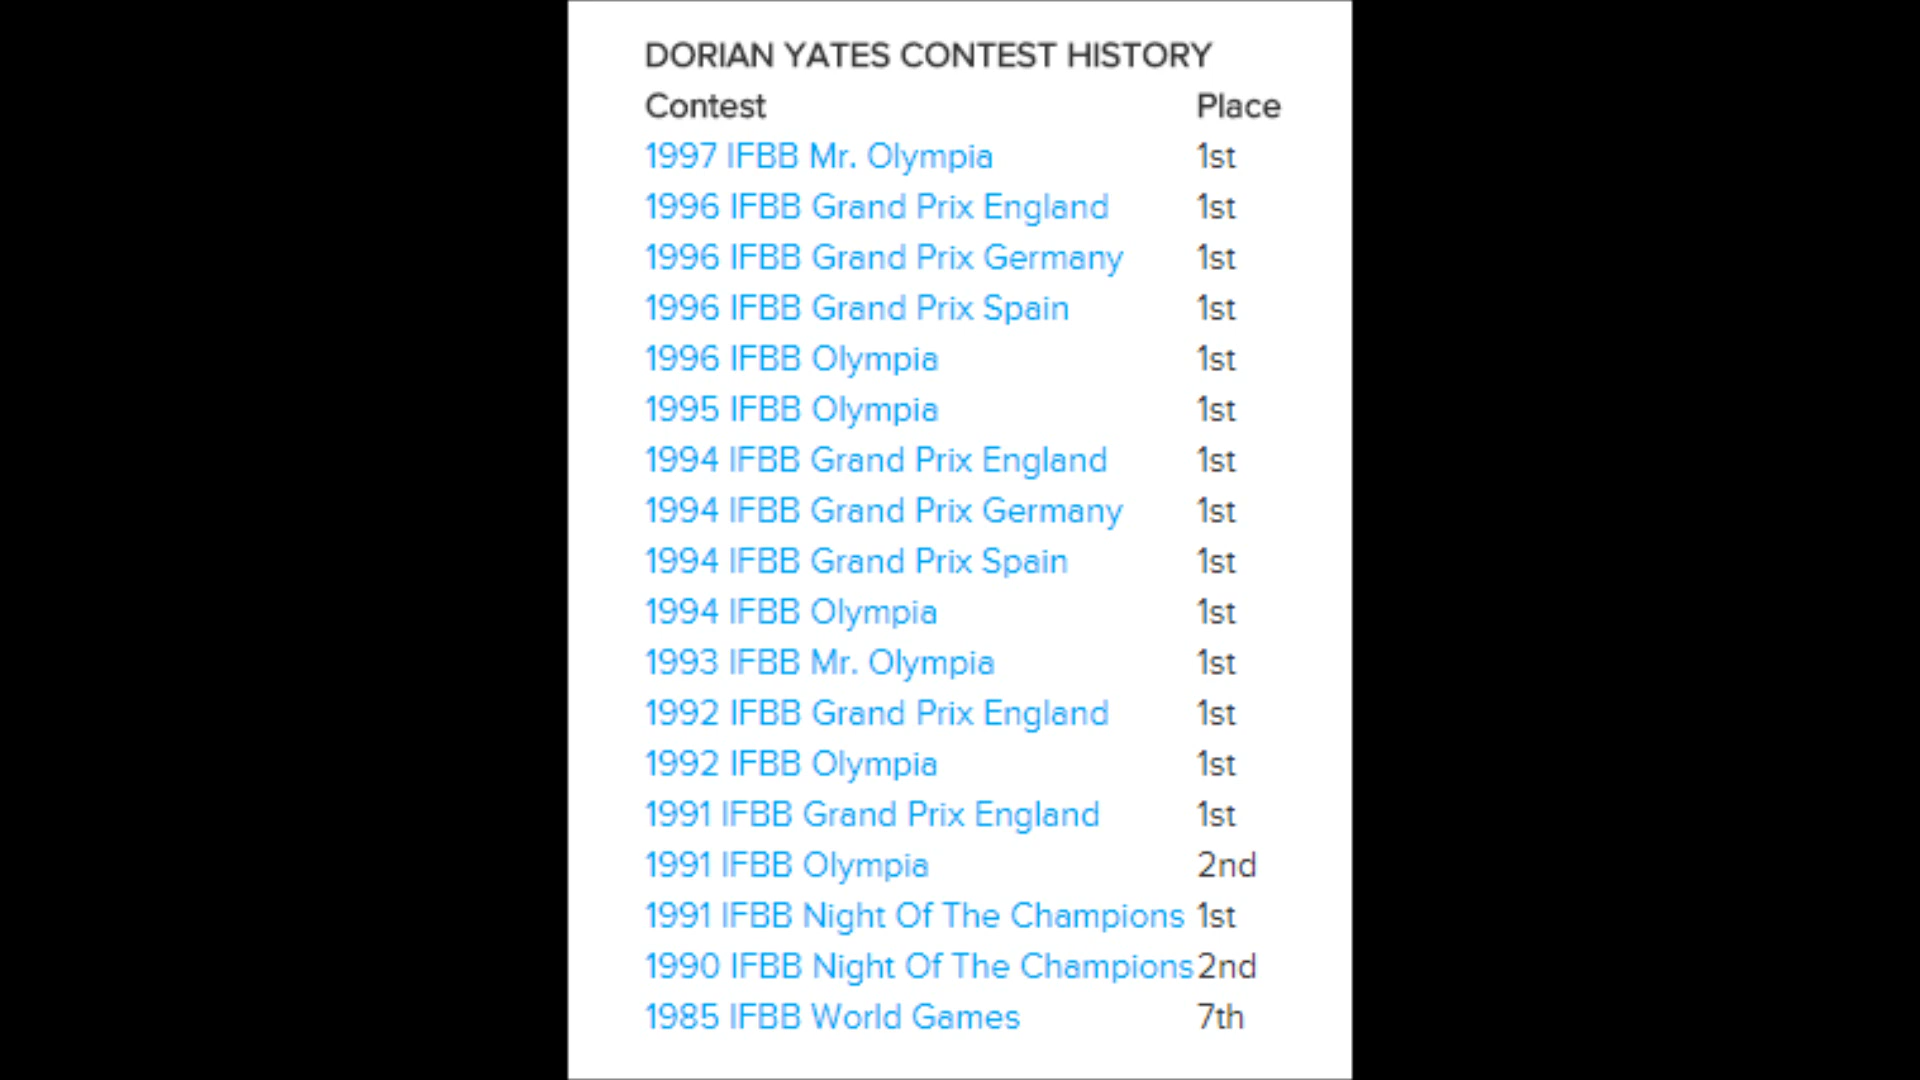 DORIAN YATES CONTEST HISTORY
Contest Place
1997 IFBB Mr. Olympia 1st
1996 IFBB Grand Prix England 1st
1996 IFBB Grand Prix Germany 1st
1996 IFBB Grand Prix Spain 1st
1996 IFBB Olympia 1st
1995 IFBB Olympia 1st
1994 IFBB Grand Prix England 1st
1994 IFBB Grand Prix Germany 1st
1994 IFBB Grand Prix Spain 1st
1994 IFBB Olympia 1st
1993 IFBB Mr. Olympia 1st
1992 IFBB Grand Prix England 1st
1992 IFBB Olympia 1st
1991 IFBB Grand Prix England 1st
1991 IFBB Olympia 2nd
1991 IFBB Night Of The Champions 1st
1990 IFBB Night Of The Champions 2nd
1985 IFBB World Games 7th